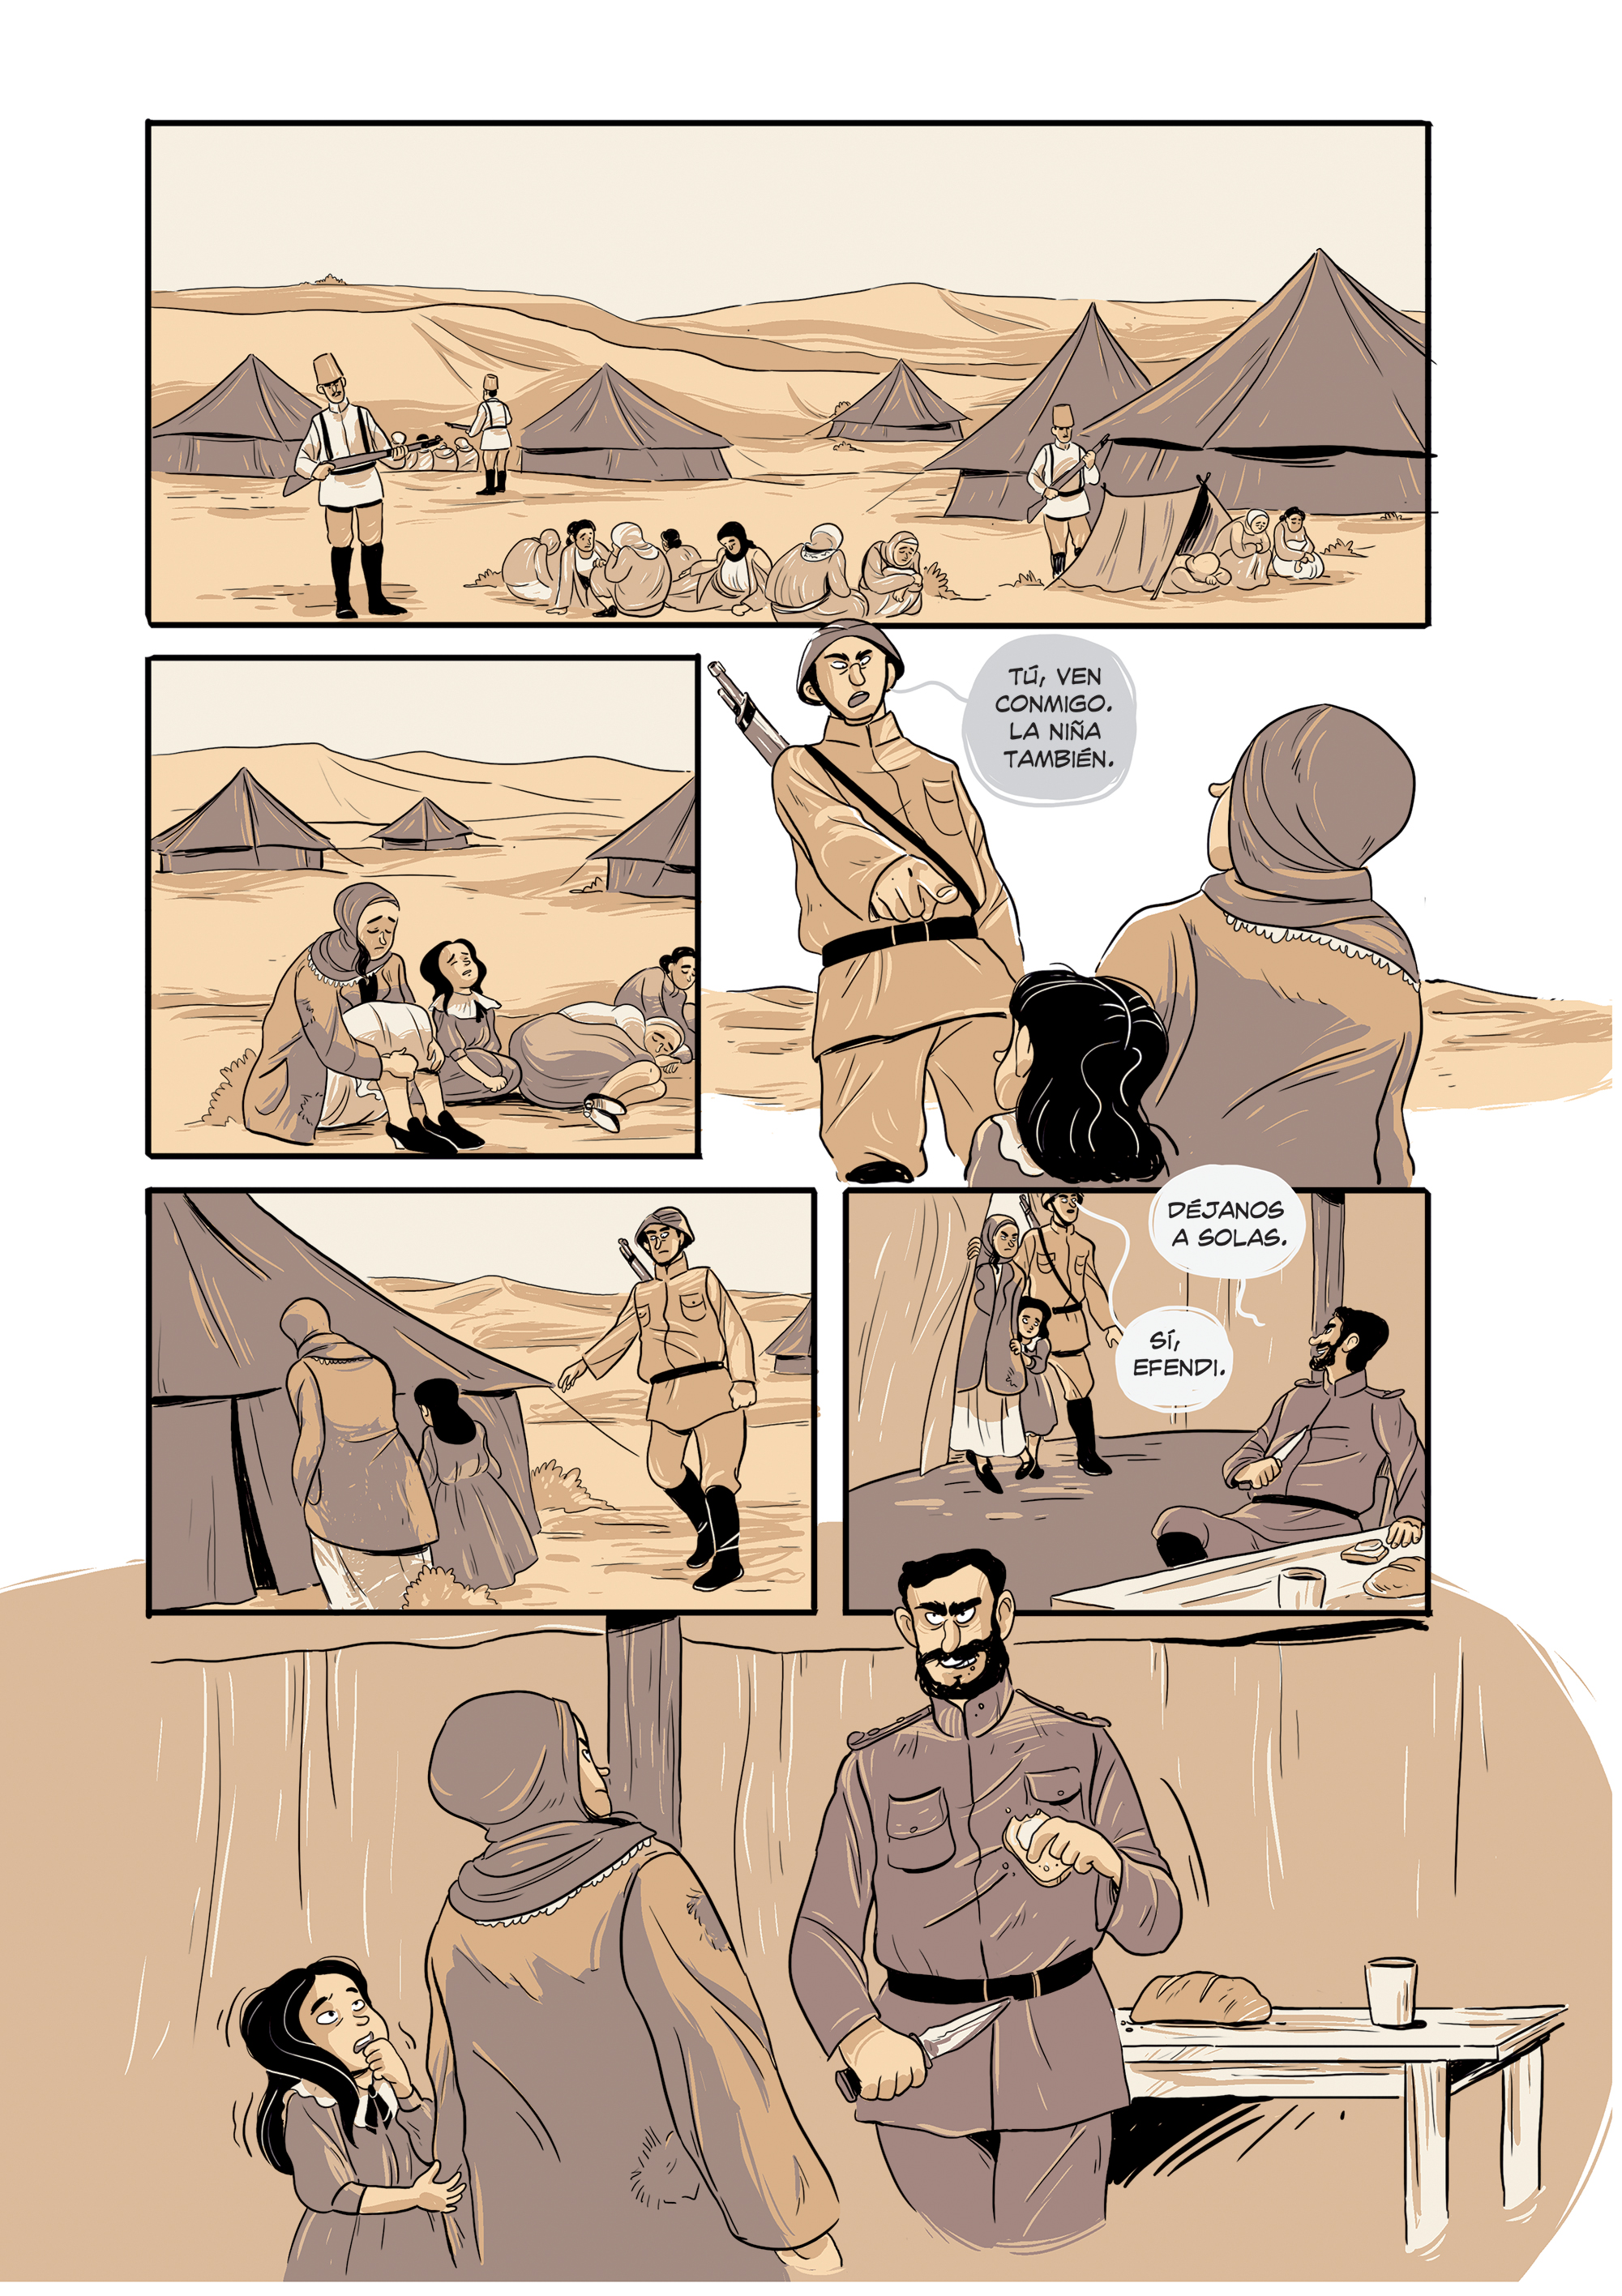 TÚ, VEN
CONMIGO.
LA NIÑA
TAMBIÉN.
DÉJANOS
A SOLAS.
SÍ,
EFENDI.